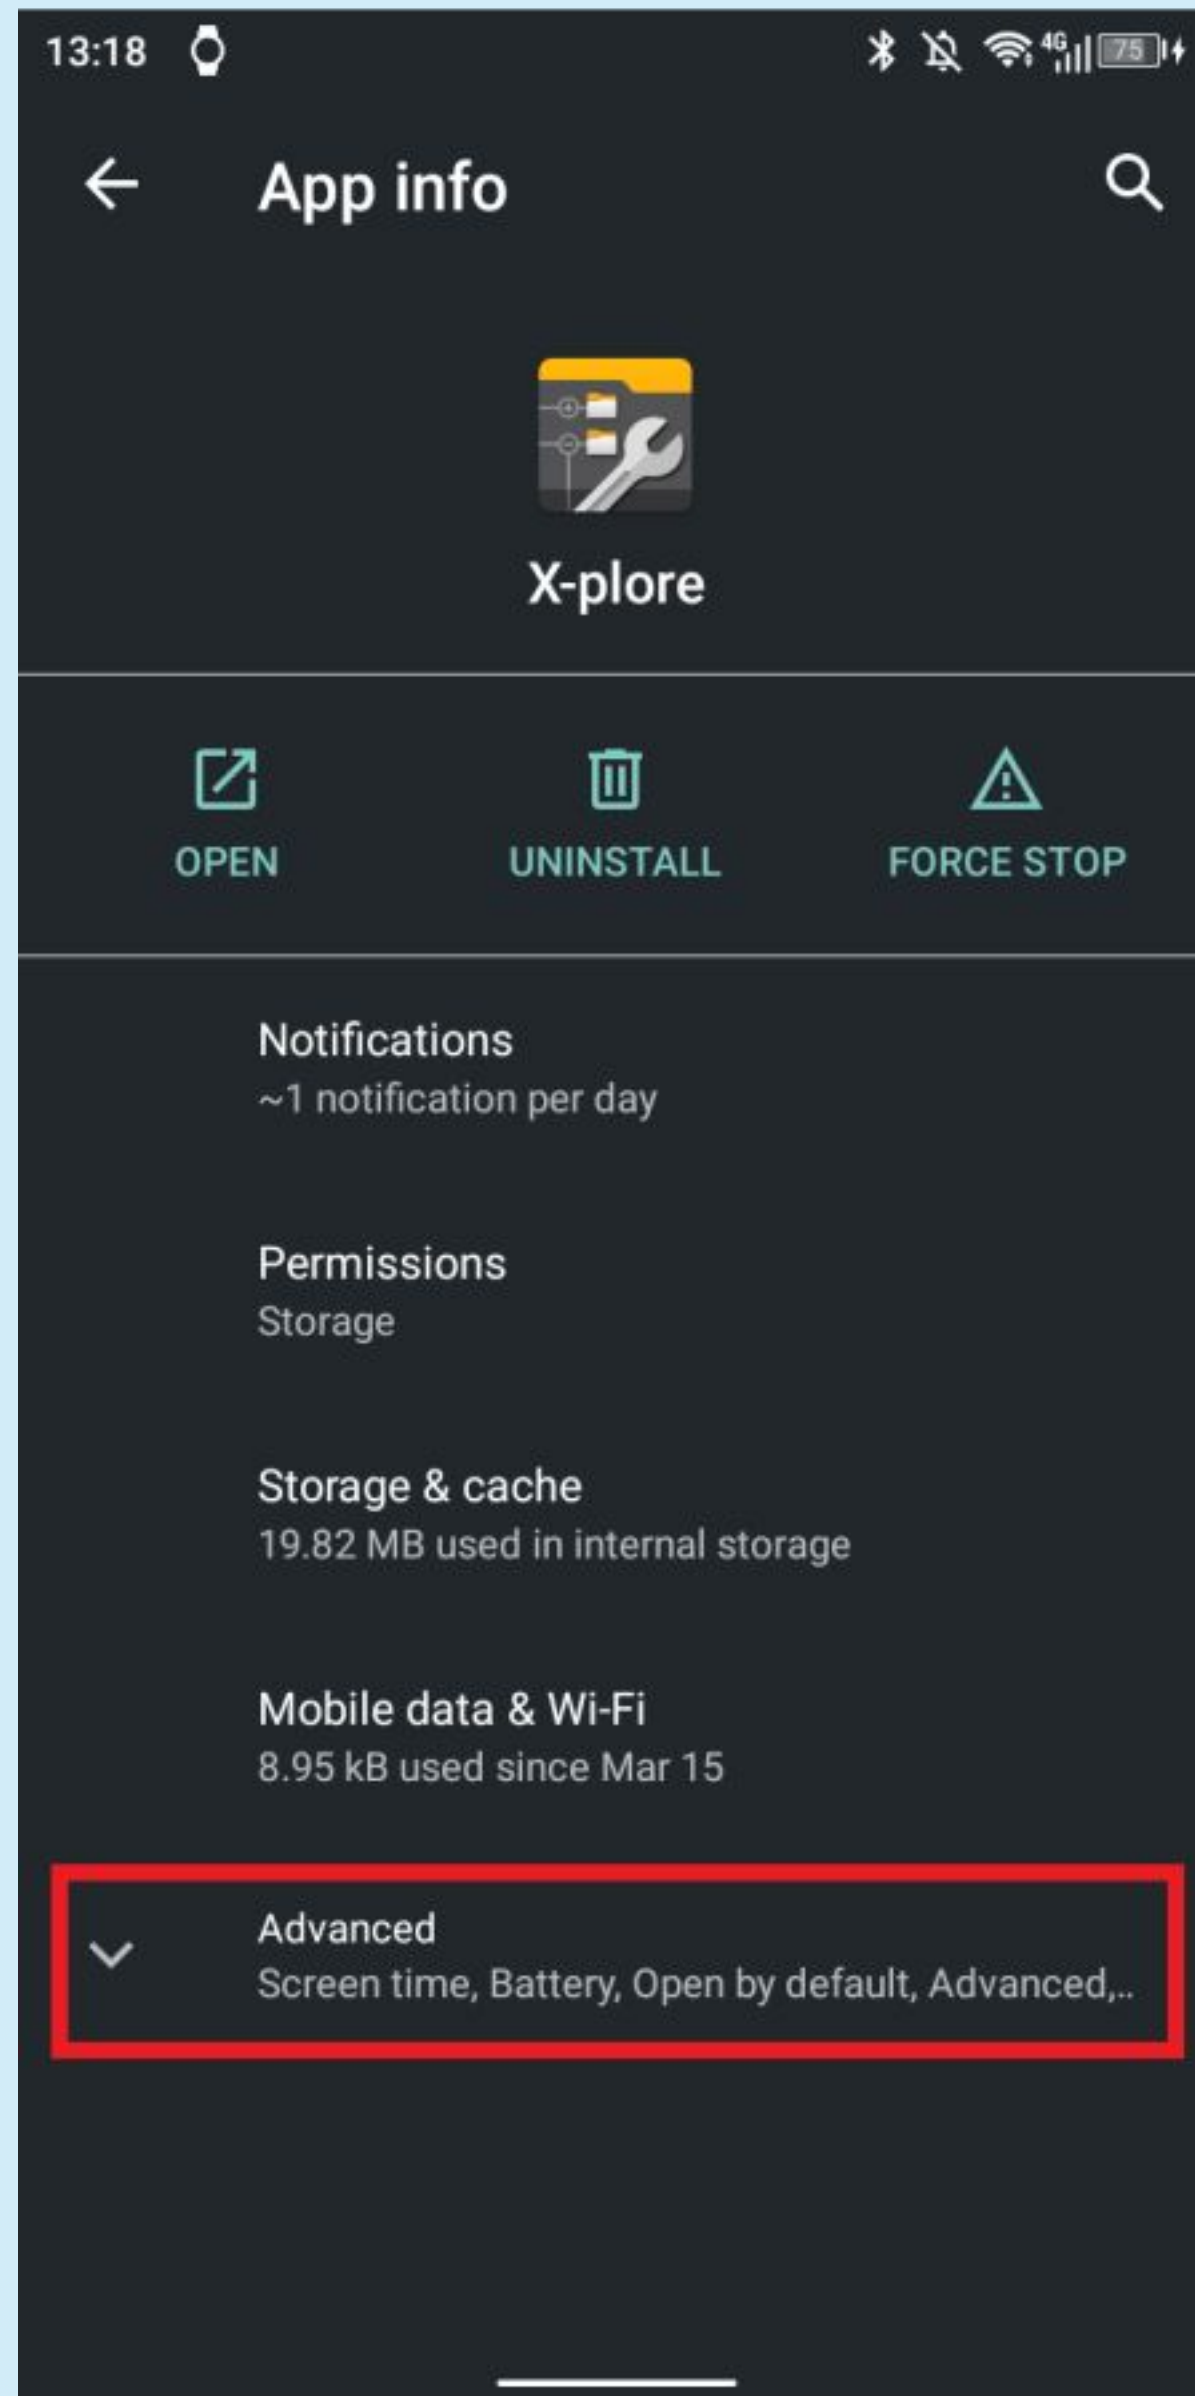 13:18 4G 75
App info
X-plore
OPEN UNINSTALL FORCE STOP
Notifications
~1 notification per day
Permissions
Storage
Storage & cache
19.82 MB used in internal storage
Mobile data & Wi-Fi
8.95 kB used since Mar 15
Advanced
Screen time, Battery, Open by default, Advanced,..